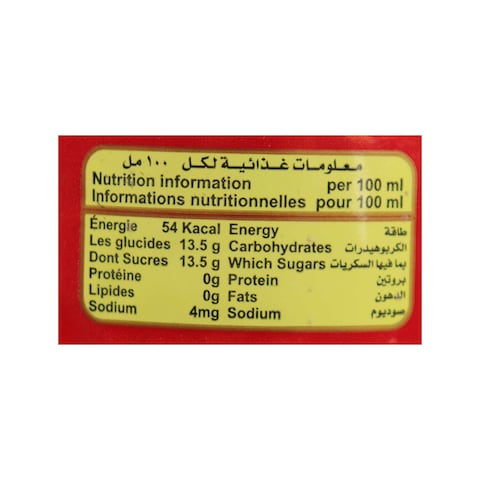 معلومات غذائية لكل ١٠٠ مل
Nutrition information per 100 ml
Informations nutritionnelles pour 100 ml
Énergie 54 Kacal Energy طاقة
Les glucides 13.5 g Carbohydrates الكربوهيدرات
Dont Sucres 13.5 g Which Sugars بما فيها السكريات
Protéine 0g Protein بروتين
Lipides 0g Fats الدهون
Sodium 4mg Sodium صوديوم